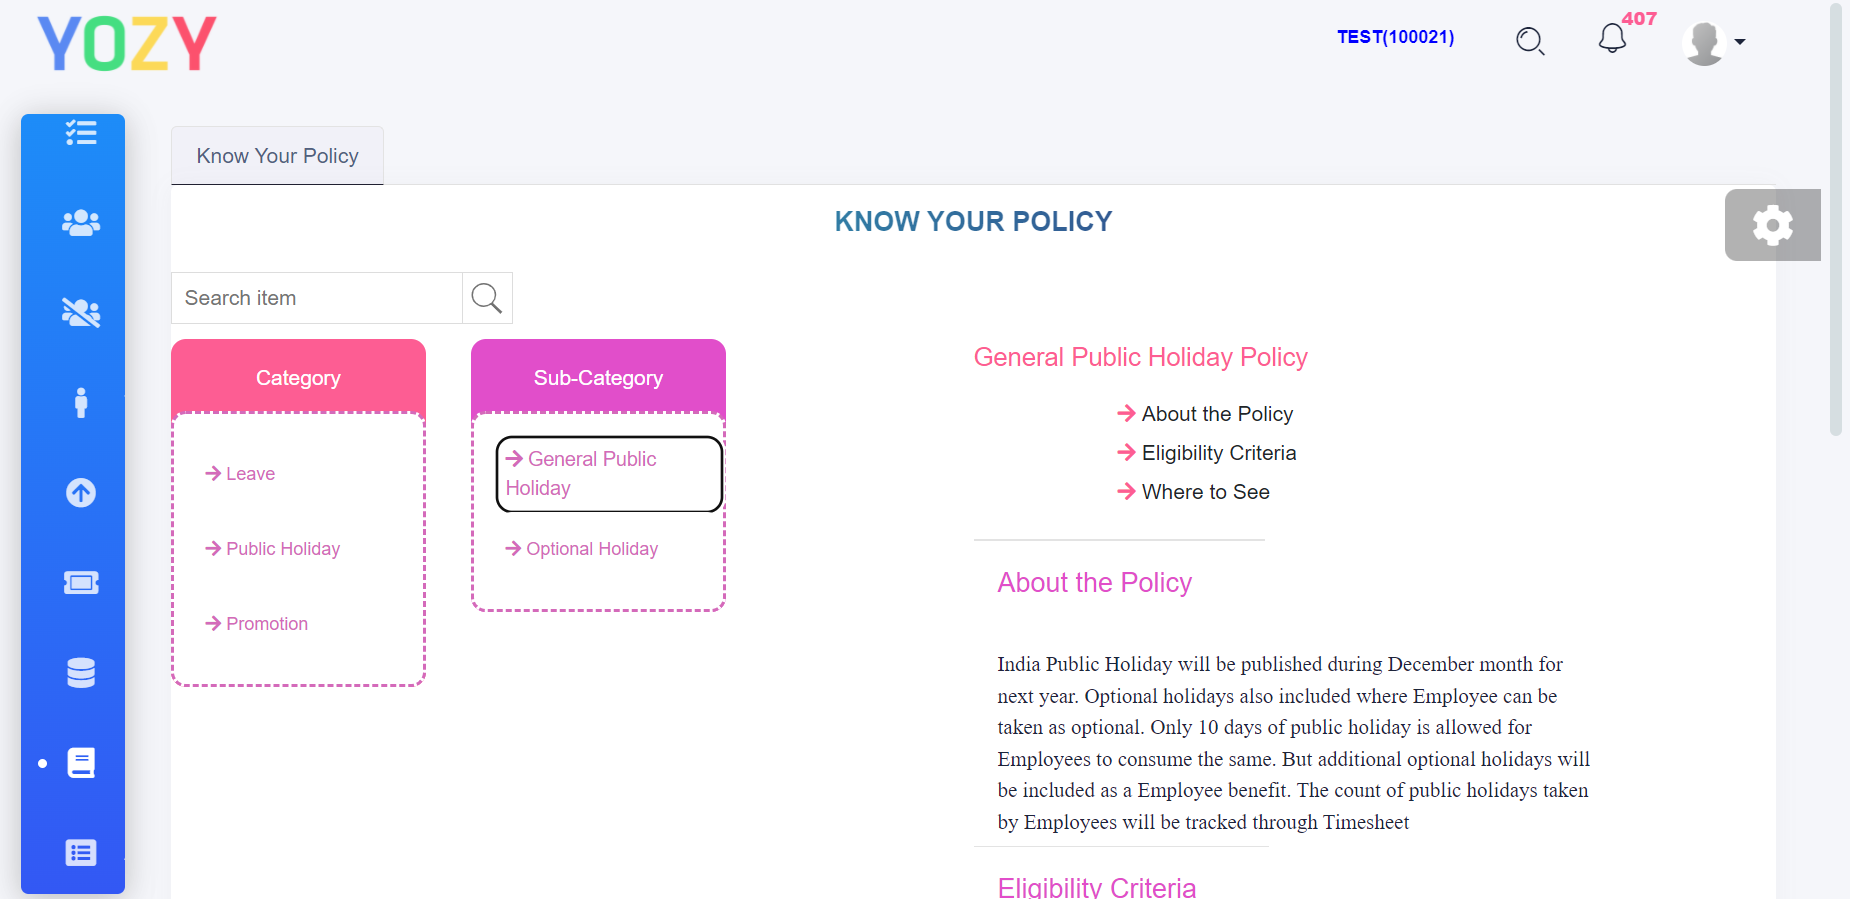 YOZY
TEST(100021)
407
Know Your Policy
KNOW YOUR POLICY
Search item
Category
Leave
Public Holiday
Promotion
Sub-Category
General Public
Holiday
Optional Holiday
General Public Holiday Policy
About the Policy
Eligibility Criteria
Where to See
About the Policy
India Public Holiday will be published during December month for
next year. Optional holidays also included where Employee can be
taken as optional. Only 10 days of public holiday is allowed for
Employees to consume the same. But additional optional holidays will
be included as a Employee benefit. The count of public holidays taken
by Employees will be tracked through Timesheet
Eligibility Criteria